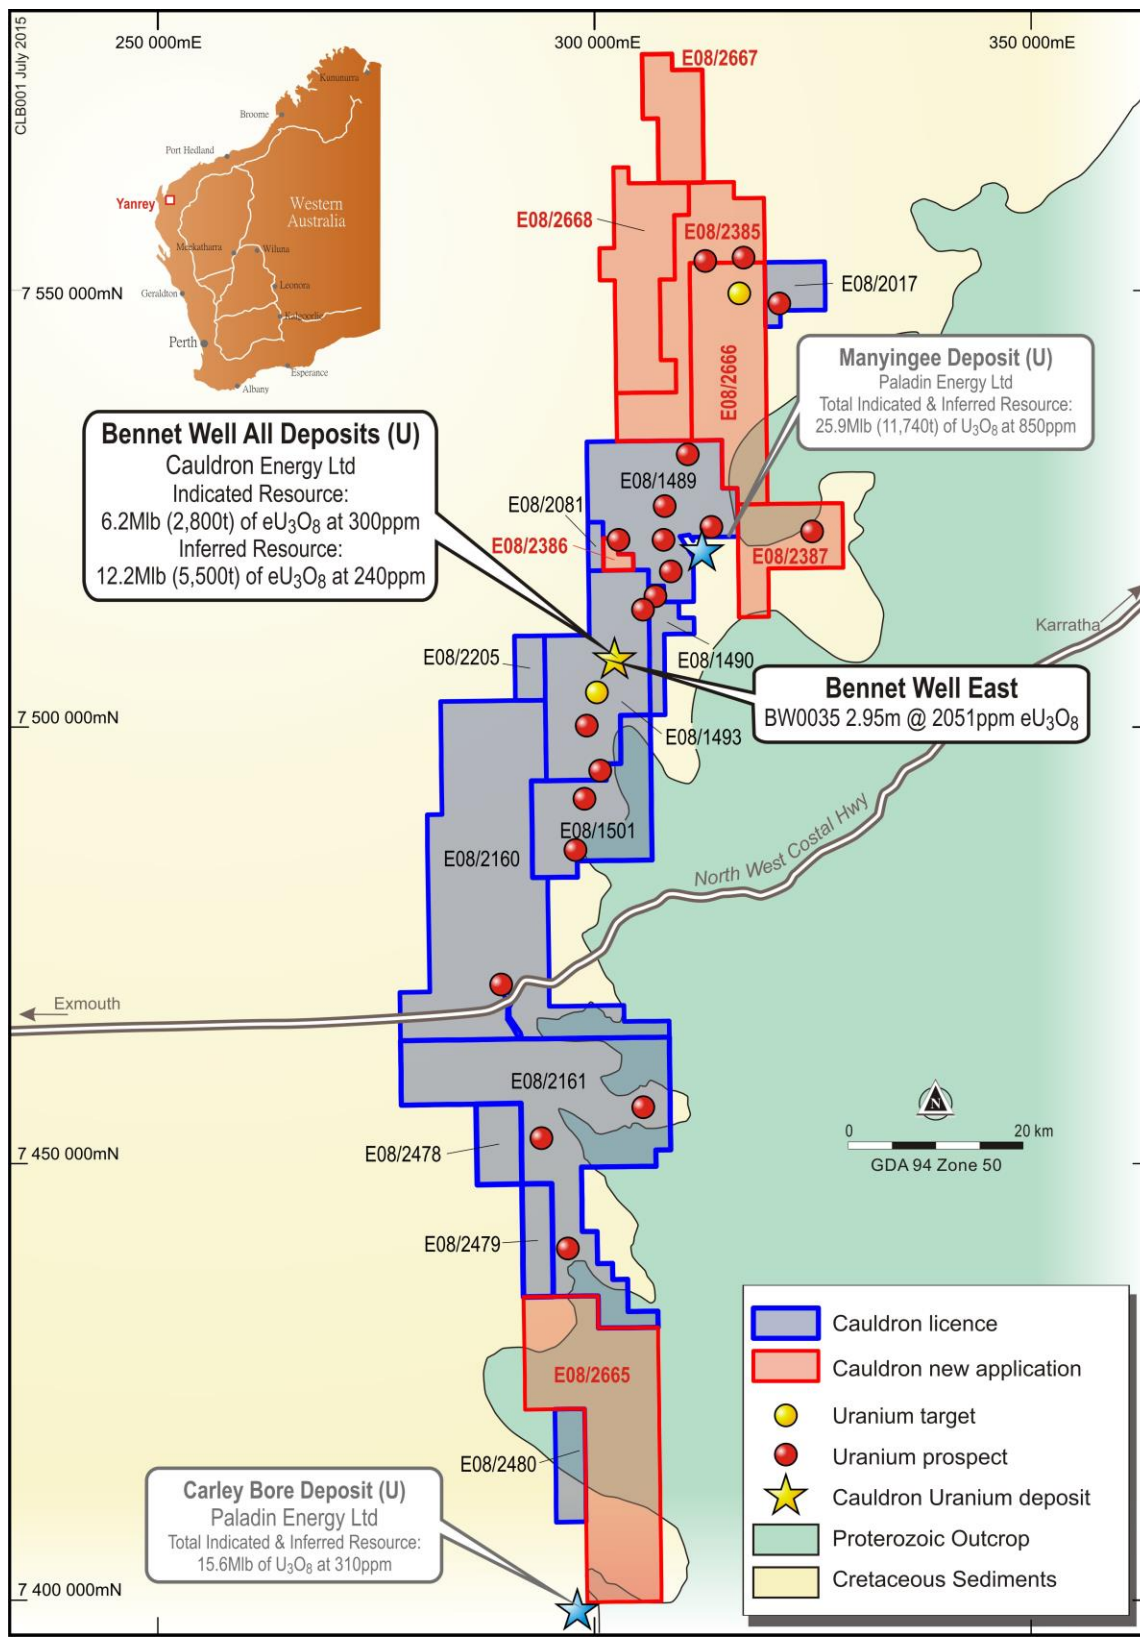 CLB001 July 2015
250 000mE
300 000mE
350 000mE
E08/2667
Kununurra
Broome
Port Hedland
Yanrey
Western
Australia
Meekatharra
Wiluna
Geraldton
Leonora
Kalgoorlie
Perth
Esperance
Albany
E08/2668
E08/2385
7 550 000mN
E08/2017
E08/2666
Manyingee Deposit (U)
Paladin Energy Ltd
Total Indicated & Inferred Resource:
25.9Mlb (11,740t) of U₃O₈ at 850ppm
Bennet Well All Deposits (U)
Cauldron Energy Ltd
Indicated Resource:
6.2Mlb (2,800t) of eU₃O₈ at 300ppm
Inferred Resource:
12.2Mlb (5,500t) of eU₃O₈ at 240ppm
E08/1489
E08/2081
E08/2386
E08/2387
Karratha
E08/2205
E08/1490
Bennet Well East
BW0035 2.95m @ 2051ppm eU₃O₈
7 500 000mN
E08/1493
E08/1501
E08/2160
North West Costal Hwy
Exmouth
E08/2161
N
0 20 km
GDA 94 Zone 50
7 450 000mN
E08/2478
E08/2479
E08/2665
E08/2480
Carley Bore Deposit (U)
Paladin Energy Ltd
Total Indicated & Inferred Resource:
15.6Mlb of U₃O₈ at 310ppm
7 400 000mN
Cauldron licence
Cauldron new application
Uranium target
Uranium prospect
Cauldron Uranium deposit
Proterozoic Outcrop
Cretaceous Sediments